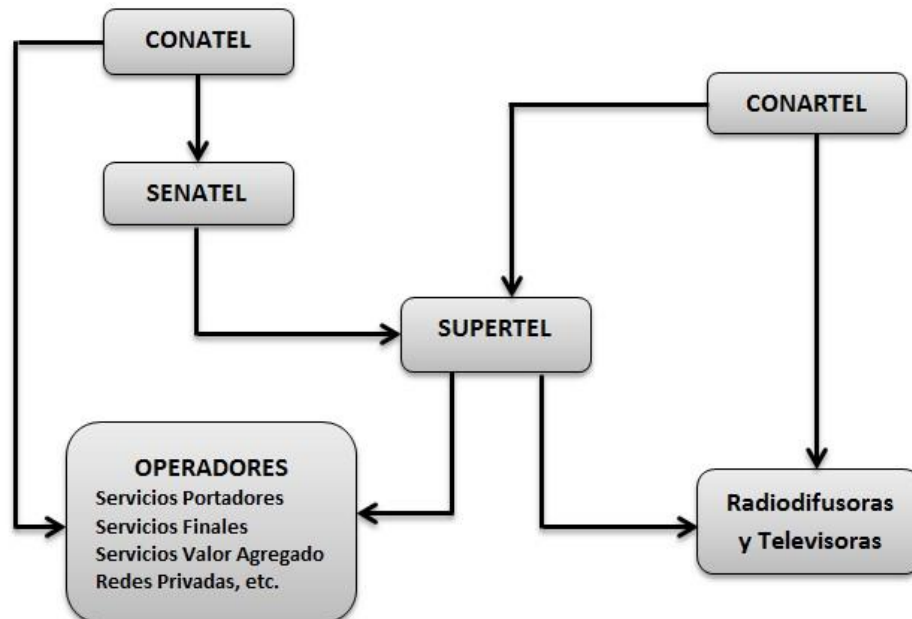 CONATEL
CONARTEL
SENATEL
SUPERTEL
OPERADORES
Servicios Portadores
Servicios Finales
Servicios Valor Agregado
Redes Privadas, etc.
Radiodifusoras
y Televisoras